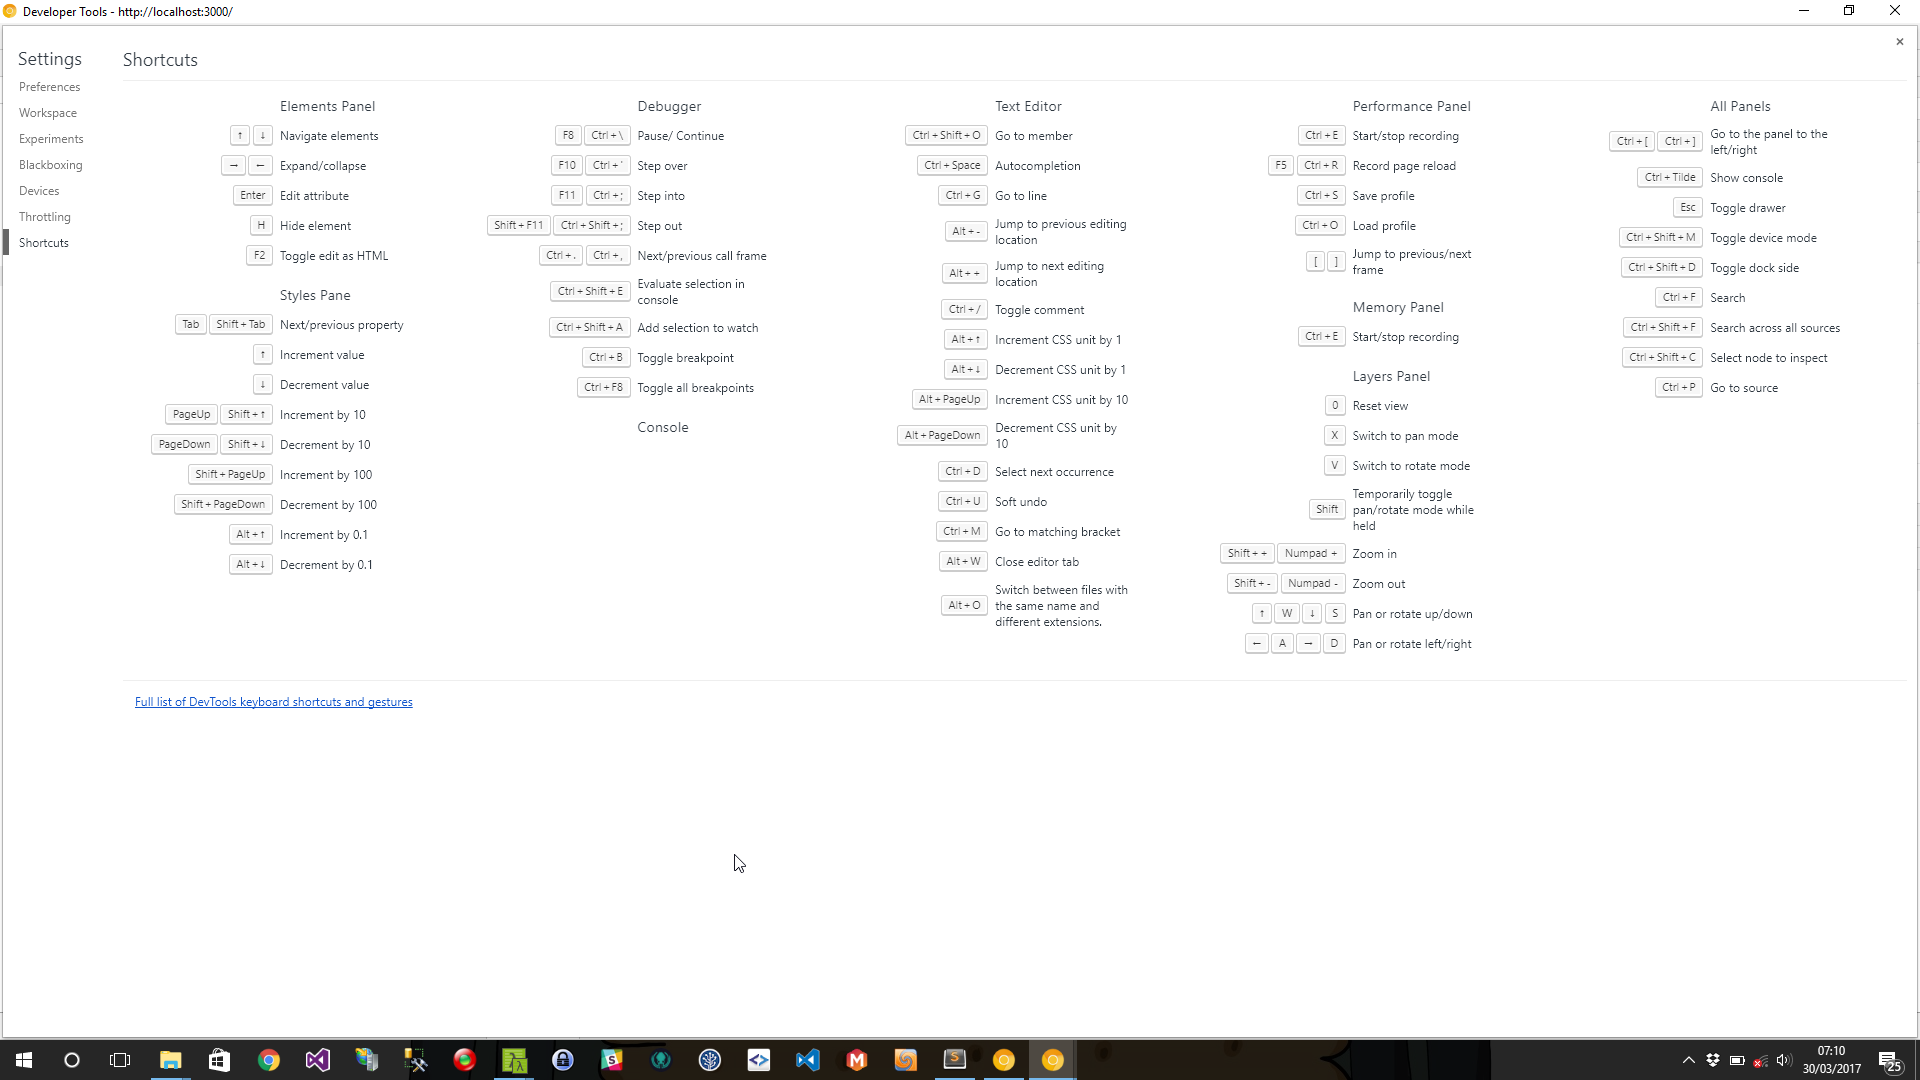 Developer Tools - http://localhost:3000/
Settings
Preferences
Workspace
Experiments
Blackboxing
Devices
Throttling
Shortcuts
Shortcuts
Elements Panel
↑ ↓ Navigate elements
→ ← Expand/collapse
Enter Edit attribute
H Hide element
F2 Toggle edit as HTML
Styles Pane
Tab Shift + Tab Next/previous property
↑ Increment value
↓ Decrement value
PageUp Shift + ↑ Increment by 10
PageDown Shift + ↓ Decrement by 10
Shift + PageUp Increment by 100
Shift + PageDown Decrement by 100
Alt + ↑ Increment by 0.1
Alt + ↓ Decrement by 0.1
Debugger
F8 Ctrl + \ Pause/ Continue
F10 Ctrl + ' Step over
F11 Ctrl + ; Step into
Shift + F11 Ctrl + Shift + ; Step out
Ctrl + . Ctrl + , Next/previous call frame
Ctrl + Shift + E Evaluate selection in
console
Ctrl + Shift + A Add selection to watch
Ctrl + B Toggle breakpoint
Ctrl + F8 Toggle all breakpoints
Console
Text Editor
Ctrl + Shift + O Go to member
Ctrl + Space Autocompletion
Ctrl + G Go to line
Alt + - Jump to previous editing
location
Alt + + Jump to next editing
location
Ctrl + / Toggle comment
Alt + ↑ Increment CSS unit by 1
Alt + ↓ Decrement CSS unit by 1
Alt + PageUp Increment CSS unit by 10
Alt + PageDown Decrement CSS unit by
10
Ctrl + D Select next occurrence
Ctrl + U Soft undo
Ctrl + M Go to matching bracket
Alt + W Close editor tab
Alt + O Switch between files with
the same name and
different extensions.
Performance Panel
Ctrl + E Start/stop recording
F5 Ctrl + R Record page reload
Ctrl + S Save profile
Ctrl + O Load profile
[ ] Jump to previous/next
frame
Memory Panel
Ctrl + E Start/stop recording
Layers Panel
0 Reset view
X Switch to pan mode
V Switch to rotate mode
Shift Temporarily toggle
pan/rotate mode while
held
Shift + + Numpad + Zoom in
Shift + - Numpad - Zoom out
↑ W ↓ S Pan or rotate up/down
← A → D Pan or rotate left/right
All Panels
Ctrl + [ Ctrl + ] Go to the panel to the
left/right
Ctrl + Tilde Show console
Esc Toggle drawer
Ctrl + Shift + M Toggle device mode
Ctrl + Shift + D Toggle dock side
Ctrl + F Search
Ctrl + Shift + F Search across all sources
Ctrl + Shift + C Select node to inspect
Ctrl + P Go to source
Full list of DevTools keyboard shortcuts and gestures
07:10
30/03/2017
25